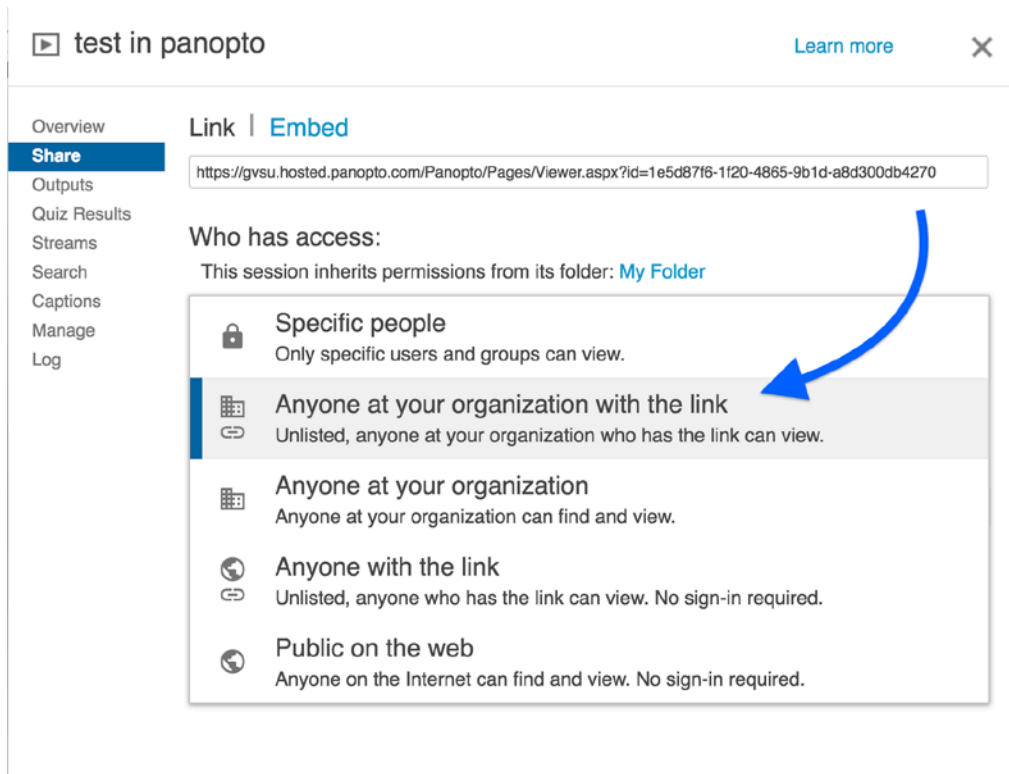 test in panopto
Learn more
Overview
Share
Outputs
Quiz Results
Streams
Search
Captions
Manage
Log
Link | Embed
https://gvsu.hosted.panopto.com/Panopto/Pages/Viewer.aspx?id=1e5d87f6-1f20-4865-9b1d-a8d300db4270
Who has access:
This session inherits permissions from its folder: My Folder
Specific people
Only specific users and groups can view.
Anyone at your organization with the link
Unlisted, anyone at your organization who has the link can view.
Anyone at your organization
Anyone at your organization can find and view.
Anyone with the link
Unlisted, anyone who has the link can view. No sign-in required.
Public on the web
Anyone on the Internet can find and view. No sign-in required.